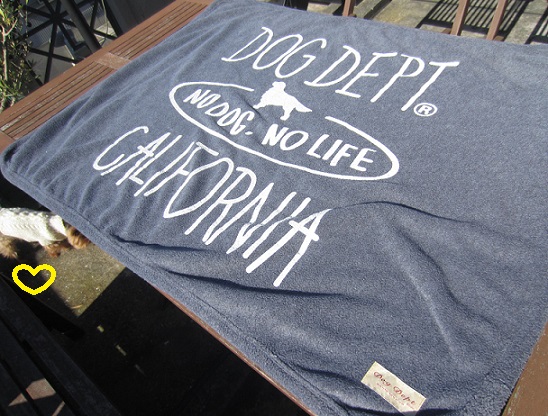 DOG DEPT®
NO DOG, NO LIFE
CALIFORNIA
Dog Dept